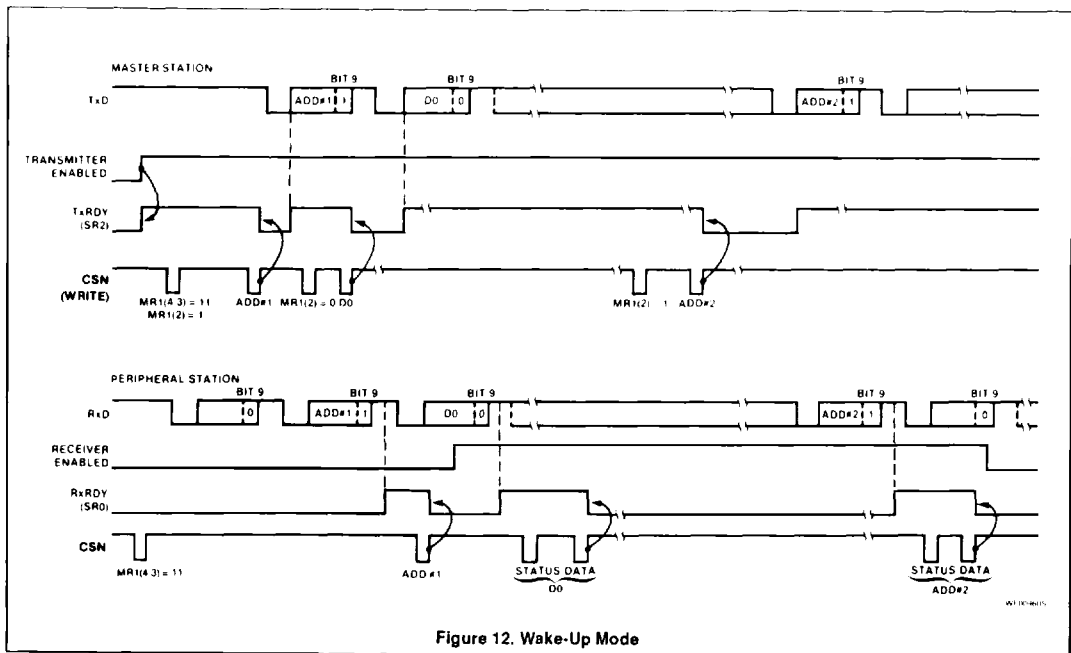 MASTER STATION
BIT 9 BIT 9 BIT 9
TxD ADD#1 1 D0 0 ADD#2 1
TRANSMITTER
ENABLED
TxRDY
(SR2)
CSN
(WRITE)
MR1(4 3) = 11 ADD#1 MR1(2) = 0 D0 MR1(2) 1 ADD#2
MR1(2) = 1
PERIPHERAL STATION
BIT 9 BIT 9 BIT 9 BIT 9 BIT 9
RxD 0 ADD#1 1 D0 0 ADD#2 1 0
RECEIVER
ENABLED
RxRDY
(SR0)
CSN
MR1(4 3) = 11 ADD #1 STATUS DATA STATUS DATA
D0 ADD#2
Figure 12. Wake-Up Mode